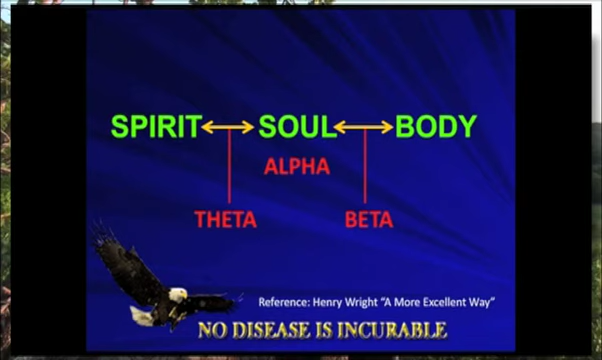 SPIRIT SOUL BODY
ALPHA
THETA BETA
Reference: Henry Wright "A More Excellent Way"
NO DISEASE IS INCURABLE